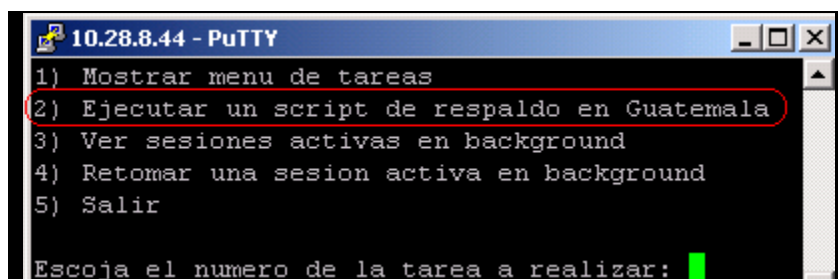 10.28.8.44 - PuTTY
1) Mostrar menu de tareas
2) Ejecutar un script de respaldo en Guatemala
3) Ver sesiones activas en background
4) Retomar una sesion activa en background
5) Salir
Escoja el numero de la tarea a realizar: